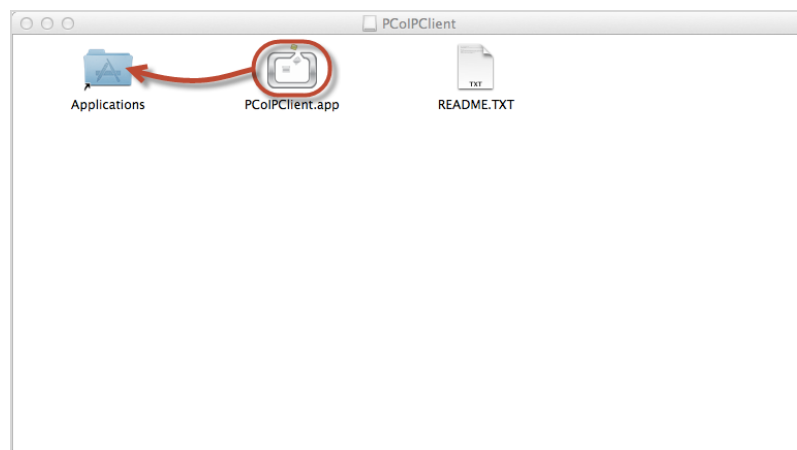 PCoIPClient
TXT
Applications
PCoIPClient.app
README.TXT